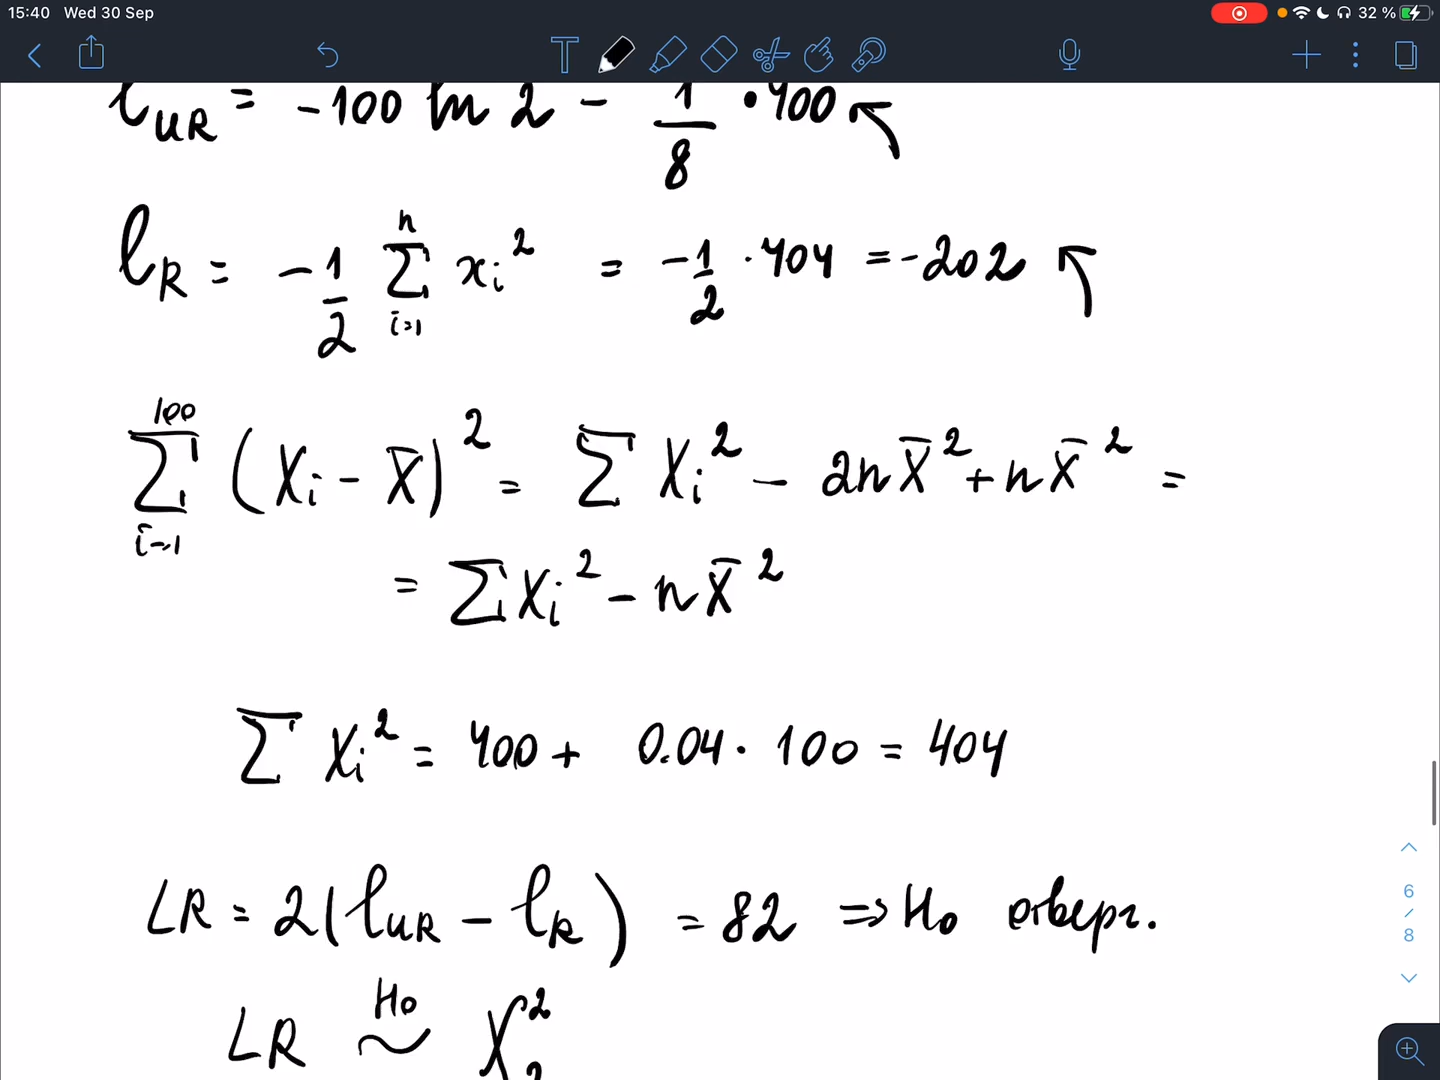 15:40 Wed 30 Sep 32 %
T
ℓ_UR = -100 ln 2 - 1/8 · 400
ℓ_R = -1/2 Σ_{i=1}^{n} x_i^2 = -1/2 · 404 = -202
Σ_{i=1}^{100} (X_i - X̄)^2 = Σ X_i^2 - 2nX̄^2 + nX̄^2 =
= Σ X_i^2 - nX̄^2
Σ X_i^2 = 400 + 0.04 · 100 = 404
LR = 2(ℓ_UR - ℓ_R) = 82 ⇒ H_0 отверг.
LR ~^{H_0} χ^2_2
6
8